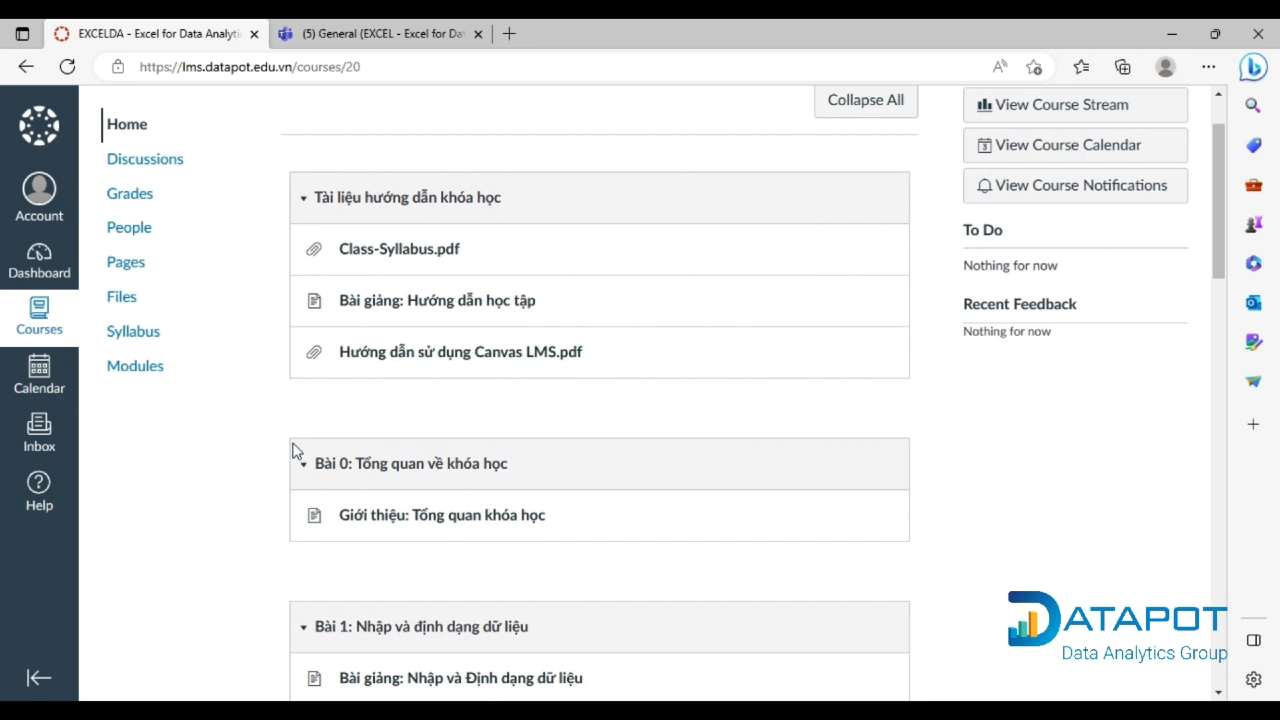 EXCELDA - Excel for Data Analyti
(5) General (EXCEL - Excel for Dat
https://lms.datapot.edu.vn/courses/20
Account
Dashboard
Courses
Calendar
Inbox
Help
Home
Discussions
Grades
People
Pages
Files
Syllabus
Modules
Collapse All
Tài liệu hướng dẫn khóa học
Class-Syllabus.pdf
Bài giảng: Hướng dẫn học tập
Hướng dẫn sử dụng Canvas LMS.pdf
Bài 0: Tổng quan về khóa học
Giới thiệu: Tổng quan khóa học
Bài 1: Nhập và định dạng dữ liệu
Bài giảng: Nhập và Định dạng dữ liệu
View Course Stream
View Course Calendar
View Course Notifications
To Do
Nothing for now
Recent Feedback
Nothing for now
DATAPOT
Data Analytics Group